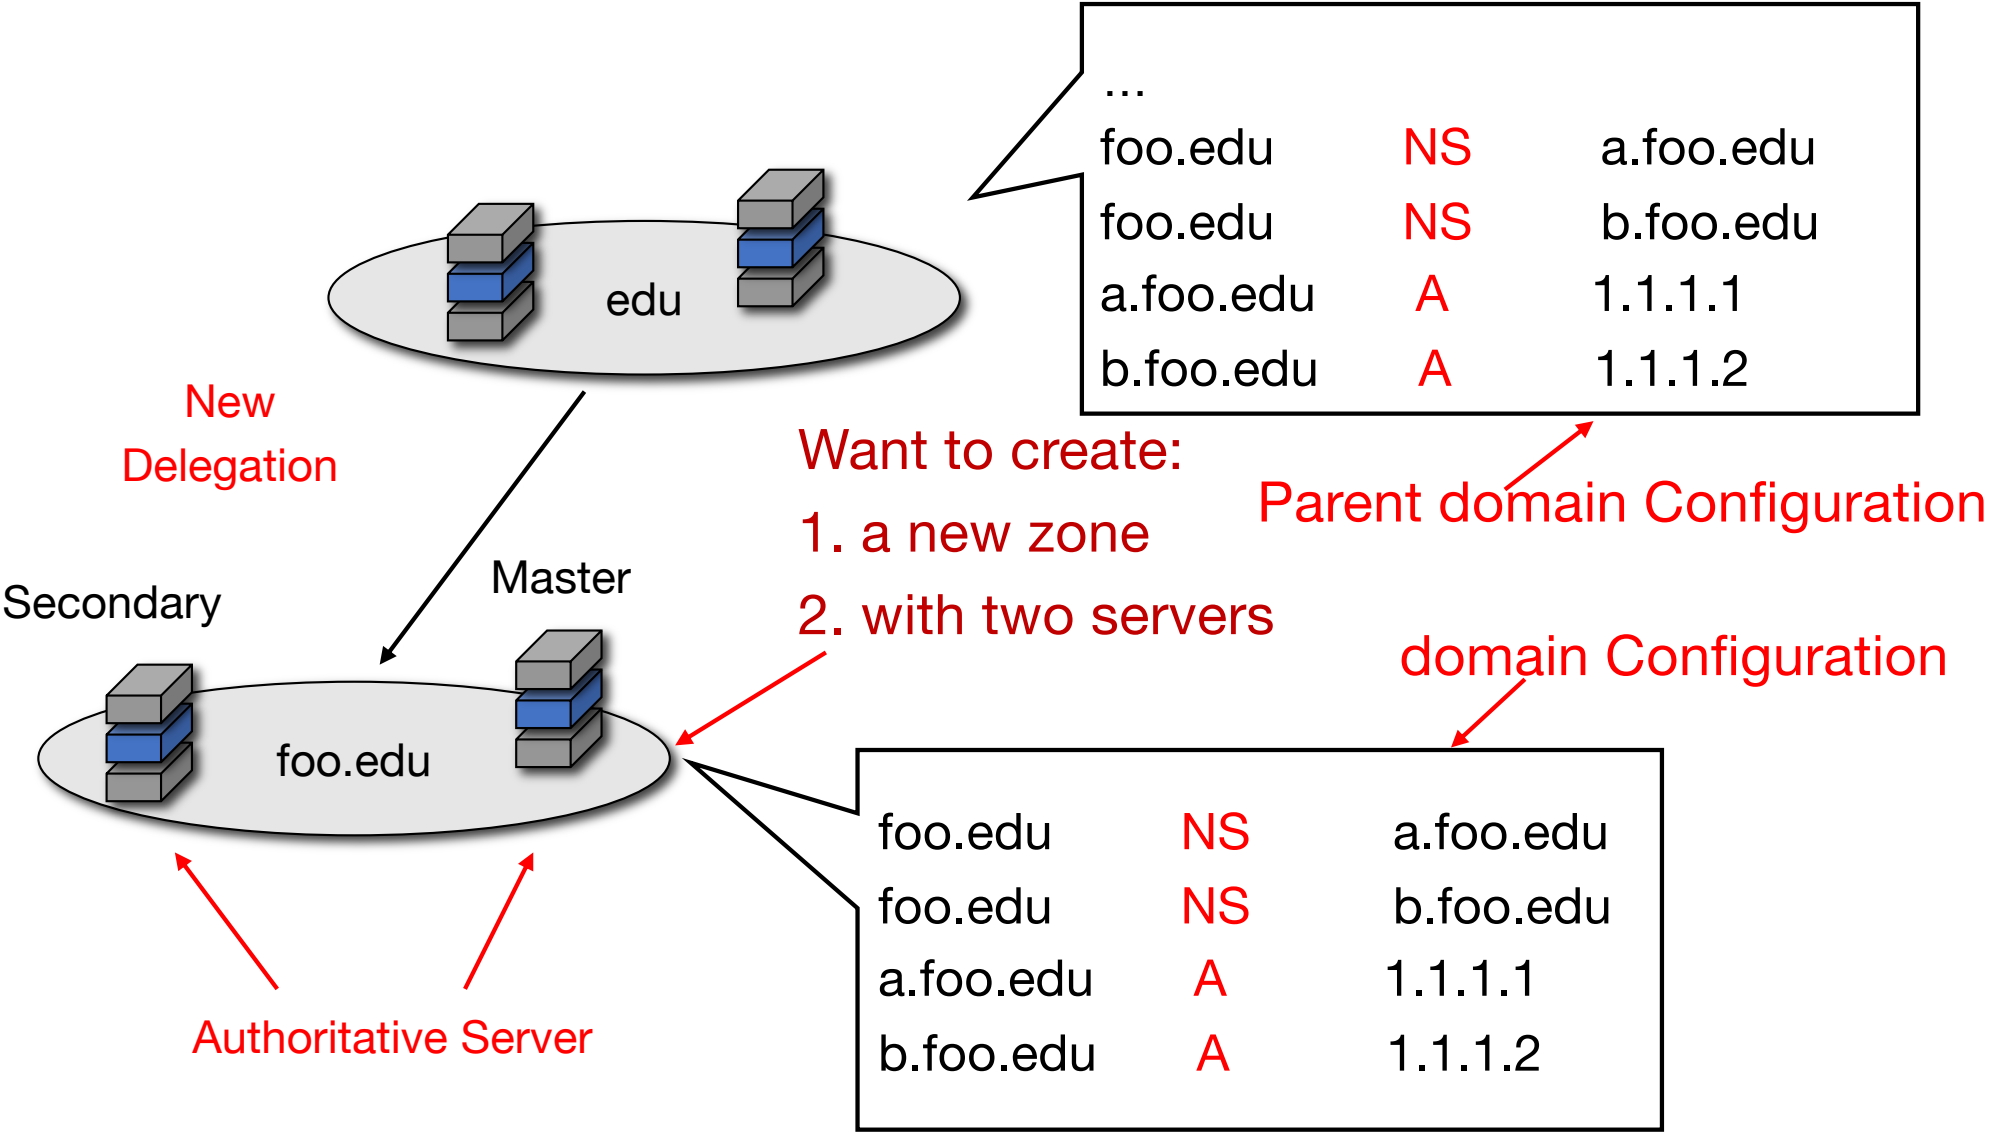 ...
foo.edu NS a.foo.edu
foo.edu NS b.foo.edu
a.foo.edu A 1.1.1.1
b.foo.edu A 1.1.1.2
edu
New
Delegation
Want to create:
1. a new zone
2. with two servers
Parent domain Configuration
Secondary
Master
domain Configuration
foo.edu
foo.edu NS a.foo.edu
foo.edu NS b.foo.edu
a.foo.edu A 1.1.1.1
b.foo.edu A 1.1.1.2
Authoritative Server